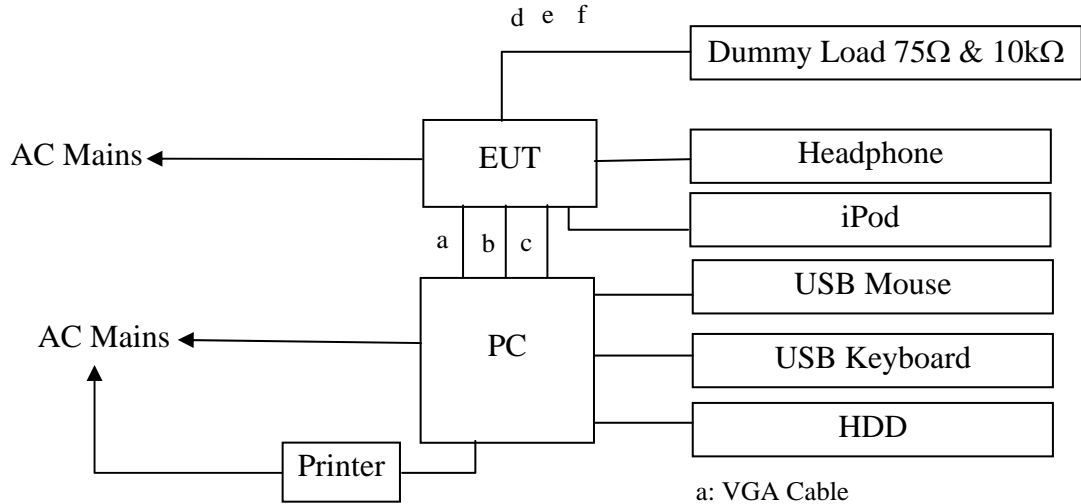 d e f
Dummy Load 75Ω & 10kΩ
AC Mains
EUT
Headphone
iPod
a b c
USB Mouse
AC Mains
PC
USB Keyboard
HDD
Printer
a: VGA Cable